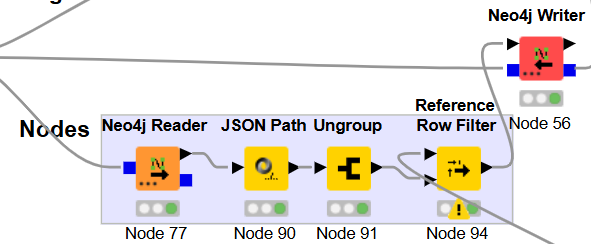 Neo4j Writer
Node 56
Nodes
Neo4j Reader
JSON Path
Ungroup
Reference
Row Filter
Node 77
Node 90
Node 91
Node 94